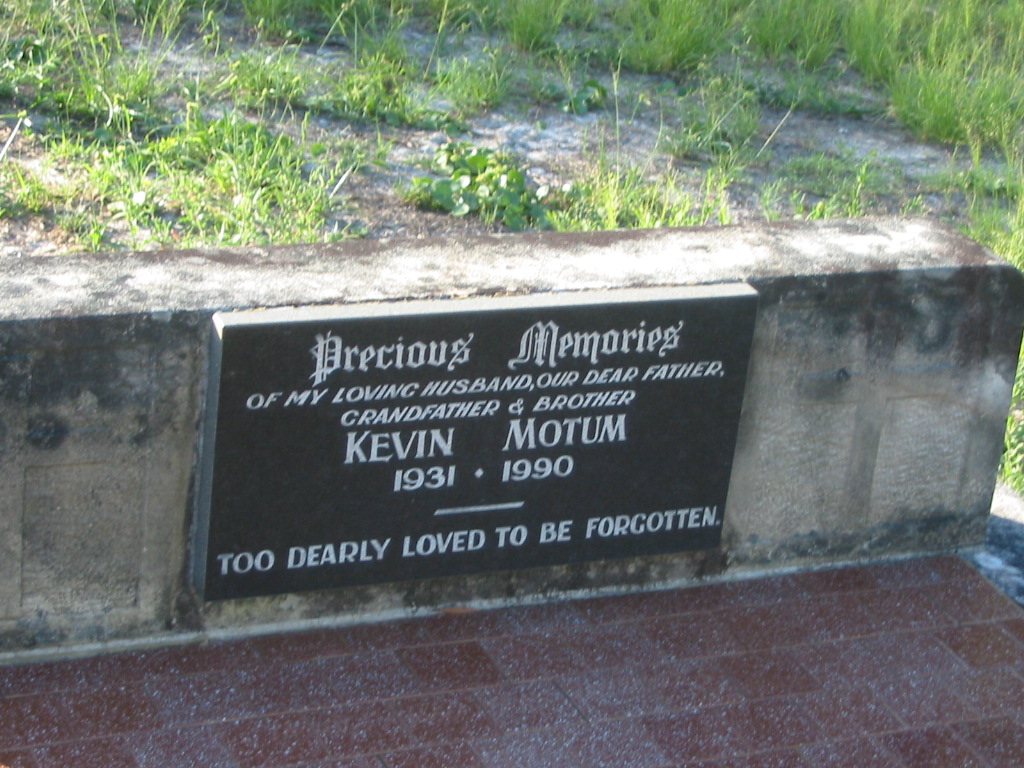 Precious Memories
OF MY LOVING HUSBAND, OUR DEAR FATHER,
GRANDFATHER & BROTHER
KEVIN MOTUM
1931 • 1990
TOO DEARLY LOVED TO BE FORGOTTEN.